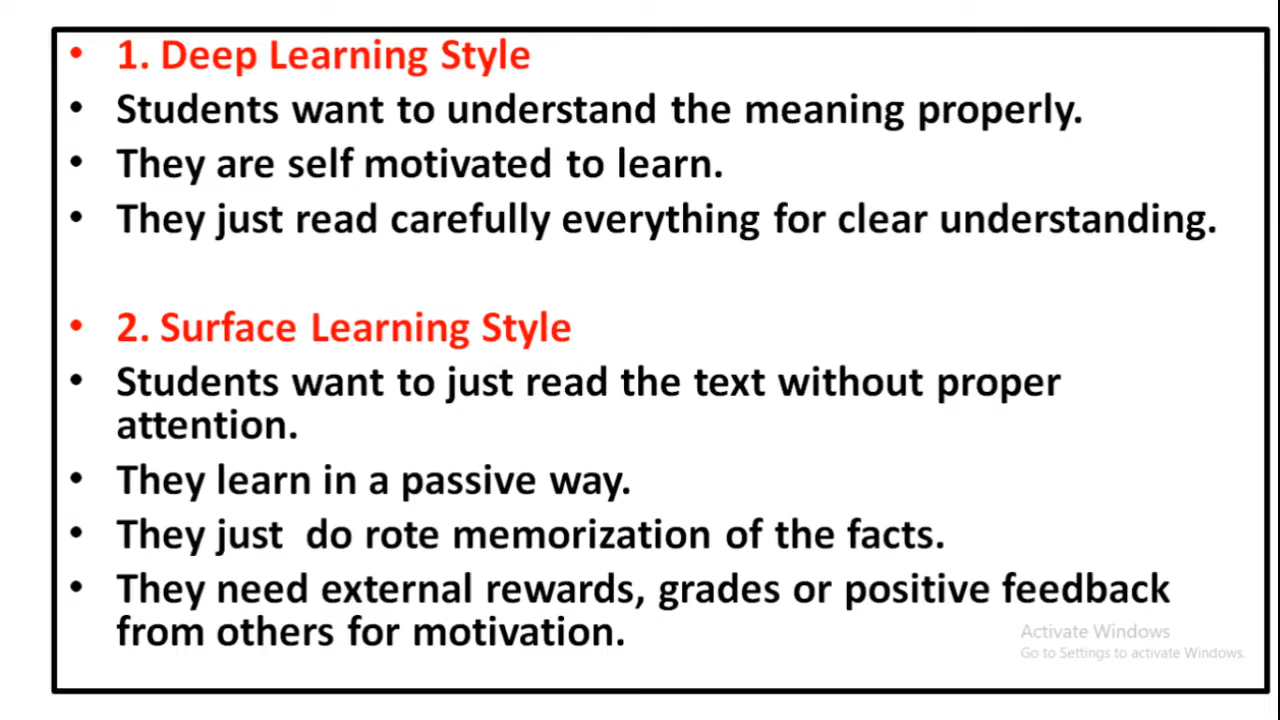 • 1. Deep Learning Style
• Students want to understand the meaning properly.
• They are self motivated to learn.
• They just read carefully everything for clear understanding.
• 2. Surface Learning Style
• Students want to just read the text without proper
attention.
• They learn in a passive way.
• They just  do rote memorization of the facts.
• They need external rewards, grades or positive feedback
from others for motivation.
Activate Windows
Go to Settings to activate Windows.